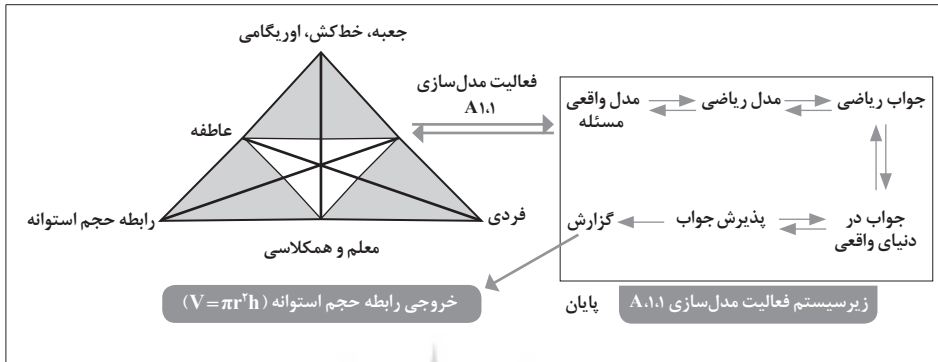 جعبه، خط‌کش، اوریگامی
فعالیت مدل‌سازی
A۱،۱
عاطفه
رابطه حجم استوانه
فردی
معلم و همکلاسی
مدل واقعی
مسئله
مدل ریاضی
جواب ریاضی
جواب در
دنیای واقعی
پذیرش جواب
گزارش
خروجی رابطه حجم استوانه (V=πr²h)
پایان
زیرسیستم فعالیت مدل‌سازی A،۱،۱